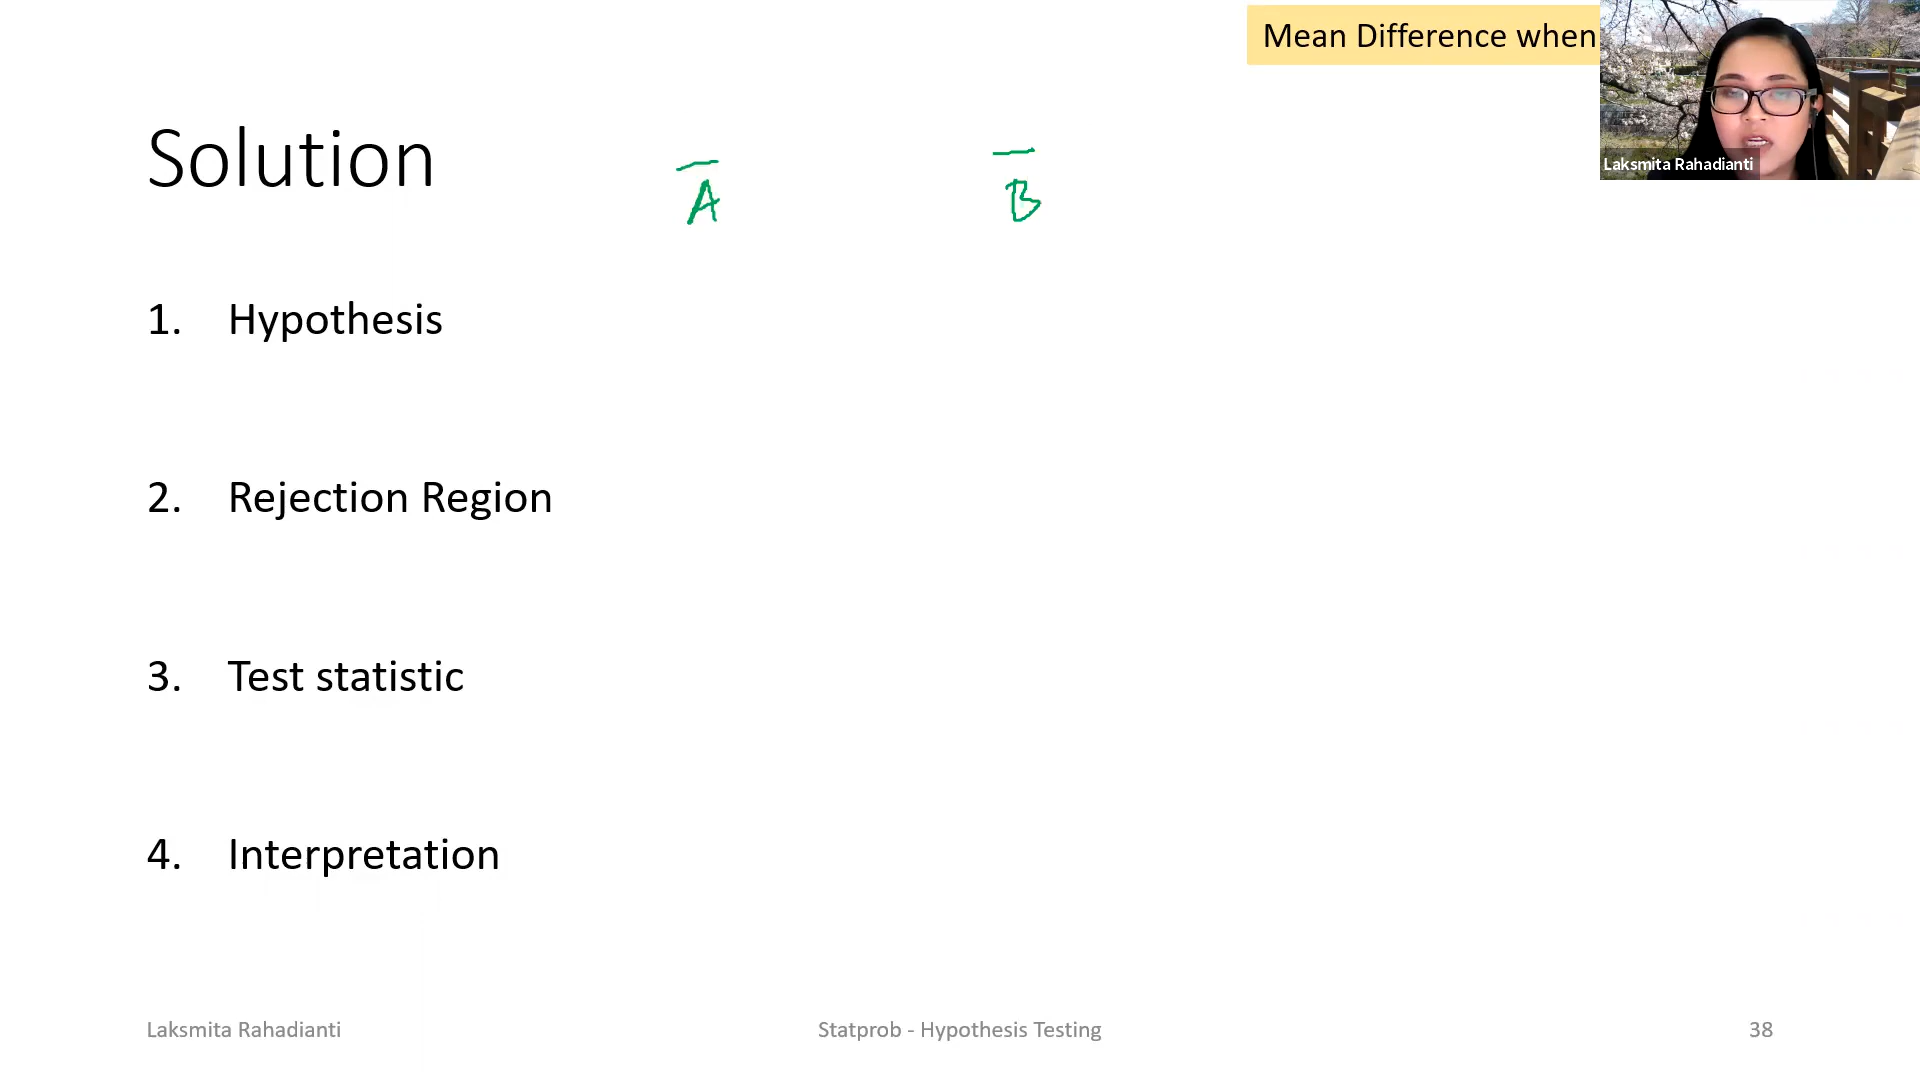 Mean Difference when
Laksmita Rahadianti
Solution
A̅
B̅
1. Hypothesis
2. Rejection Region
3. Test statistic
4. Interpretation
Laksmita Rahadianti
Statprob - Hypothesis Testing
38